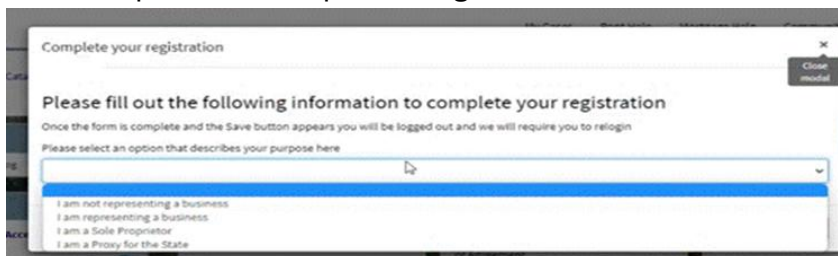 Complete your registration
×
Close
modal
Please fill out the following information to complete your registration
Once the form is complete and the Save button appears you will be logged out and we will require you to relogin
Please select an option that describes your purpose here
I am not representing a business
I am representing a business
I am a Sole Proprietor
I am a Proxy for the State